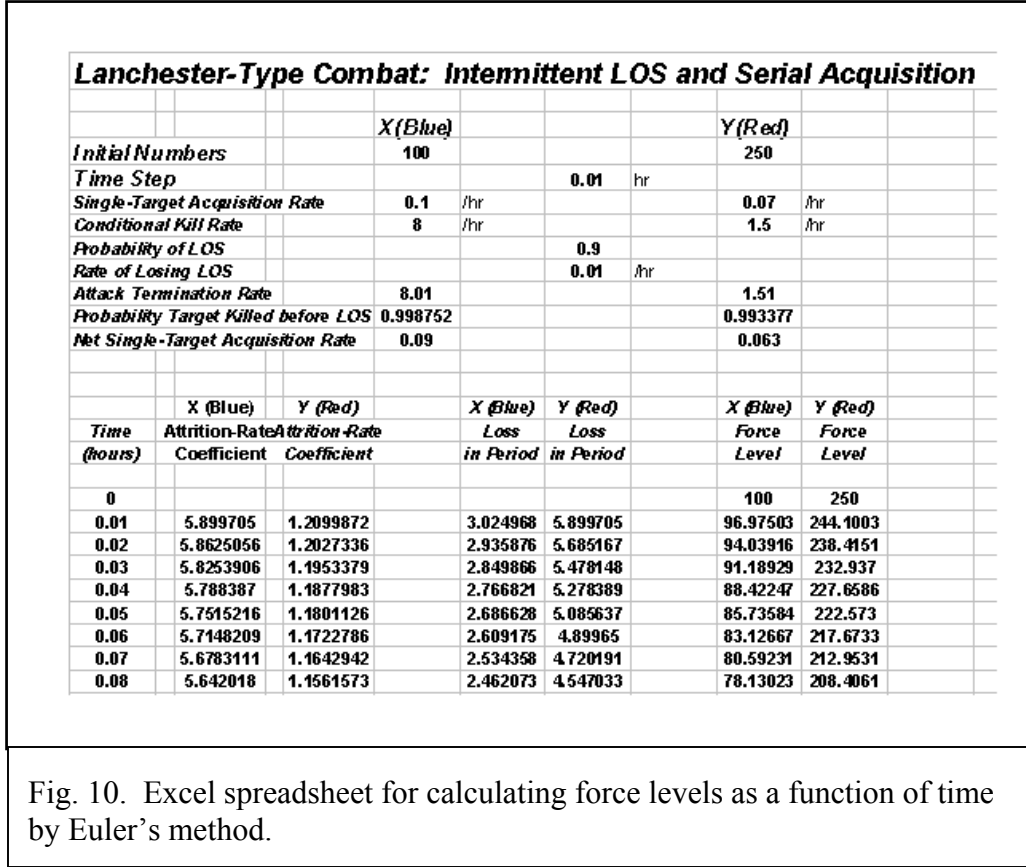 Lanchester-Type Combat: Intermittent LOS and Serial Acquisition
X(Blue) Y(Red)
Initial Numbers 100 250
Time Step 0.01 hr
Single-Target Acquisition Rate 0.1 /hr 0.07 /hr
Conditional Kill Rate 8 /hr 1.5 /hr
Probability of LOS 0.9
Rate of Losing LOS 0.01 /hr
Attack Termination Rate 8.01 1.51
Probability Target Killed before LOS 0.998752 0.993377
Net Single-Target Acquisition Rate 0.09 0.063
X (Blue) Y (Red) X (Blue) Y (Red) X (Blue) Y (Red)
Time Attrition-Rate Attrition-Rate Loss Loss Force Force
(hours) Coefficient Coefficient in Period in Period Level Level
0 100 250
0.01 5.899705 1.2099872 3.024968 5.899705 96.97503 244.1003
0.02 5.8625056 1.2027336 2.935876 5.685167 94.03916 238.4151
0.03 5.8253906 1.1953379 2.849866 5.478148 91.18929 232.937
0.04 5.788387 1.1877983 2.766821 5.278389 88.42247 227.6586
0.05 5.7515216 1.1801126 2.686628 5.085637 85.73584 222.573
0.06 5.7148209 1.1722786 2.609175 4.89965 83.12667 217.6733
0.07 5.6783111 1.1642942 2.534358 4.720191 80.59231 212.9531
0.08 5.642018 1.1561573 2.462073 4.547033 78.13023 208.4061
Fig. 10. Excel spreadsheet for calculating force levels as a function of time
by Euler's method.